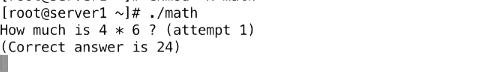 [root@server1 ~]# ./math
How much is 4 * 6 ? (attempt 1)
(Correct answer is 24)